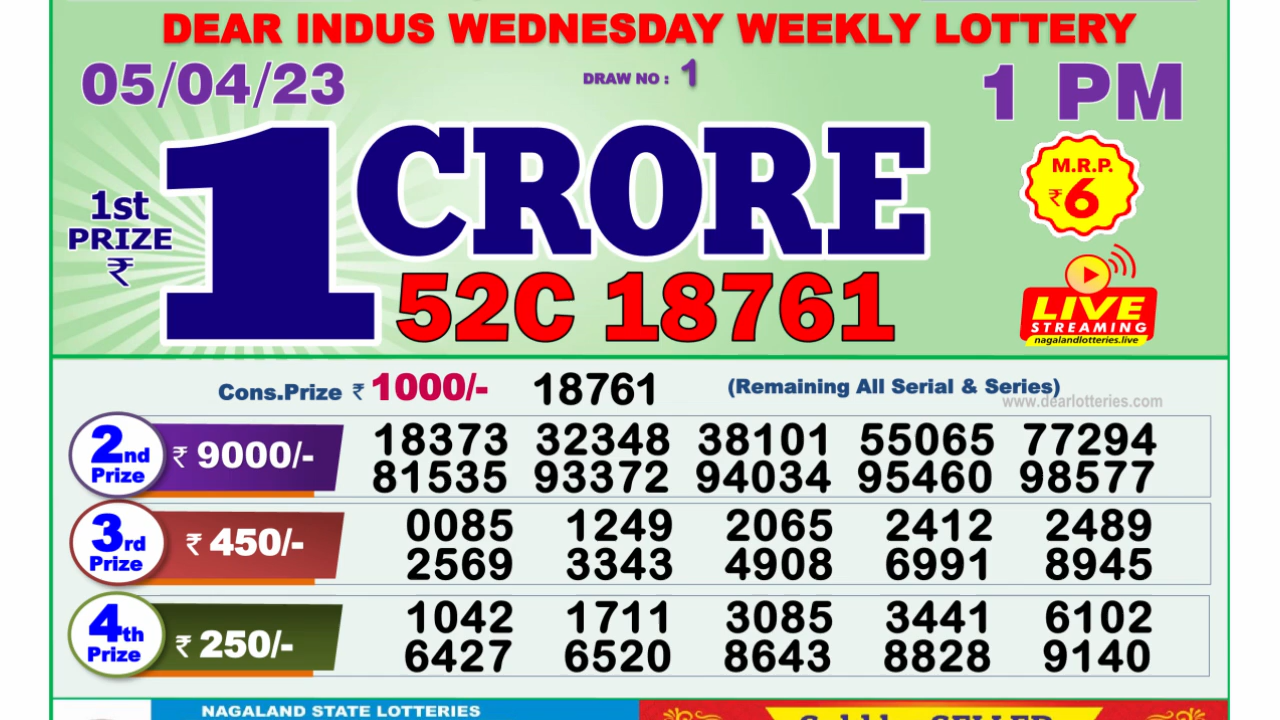 DEAR INDUS WEDNESDAY WEEKLY LOTTERY
05/04/23
DRAW NO : 1
1 PM
1st
PRIZE
₹
1 CRORE
M.R.P.
₹6
52C 18761
LIVE
STREAMING
nagalandlotteries.live
Cons.Prize ₹ 1000/- 18761 (Remaining All Serial & Series)
www.dearlotteries.com
2nd Prize ₹ 9000/-
18373 32348 38101 55065 77294
81535 93372 94034 95460 98577
3rd Prize ₹ 450/-
0085 1249 2065 2412 2489
2569 3343 4908 6991 8945
4th Prize ₹ 250/-
1042 1711 3085 3441 6102
6427 6520 8643 8828 9140
NAGALAND STATE LOTTERIES